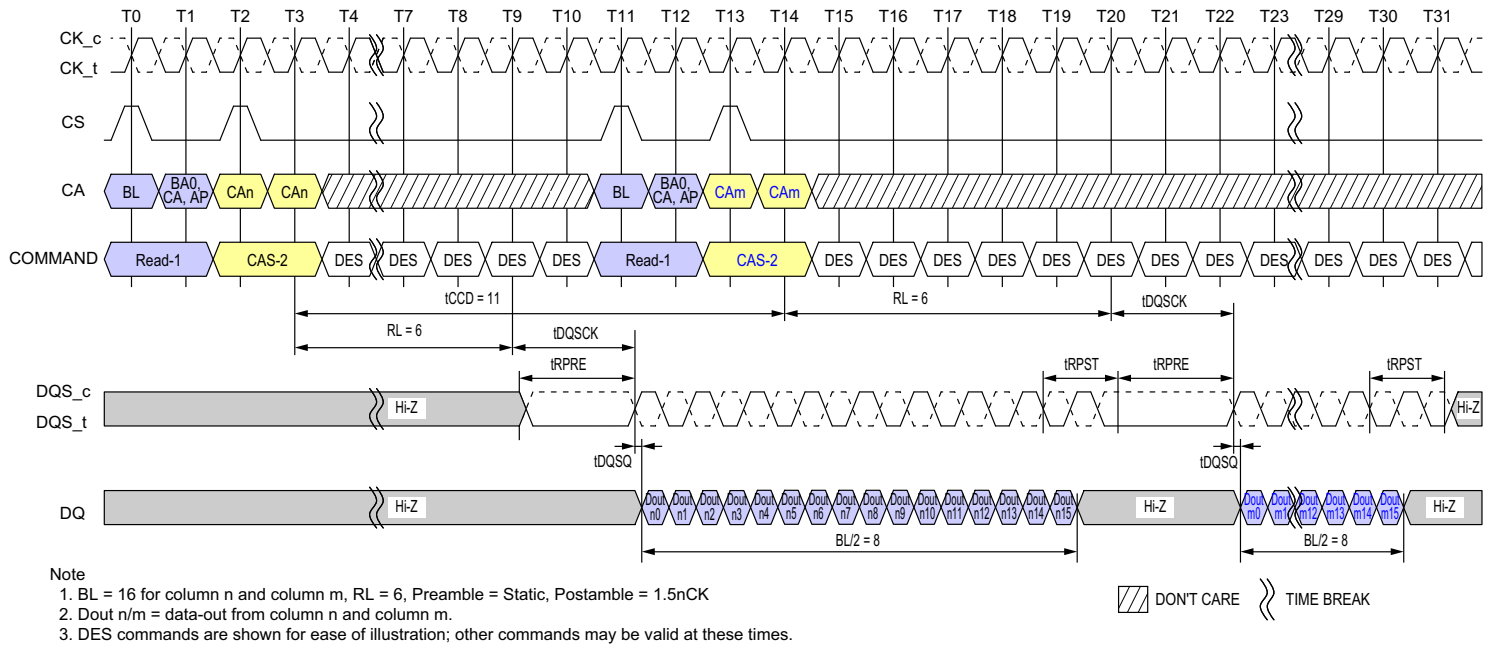 T0 T1 T2 T3 T4 T7 T8 T9 T10 T11 T12 T13 T14 T15 T16 T17 T18 T19 T20 T21 T22 T23 T29 T30 T31
CK_c
CK_t
CS
CA BL BA0, CA, AP CAn CAn BL BA0, CA, AP CAm CAm
COMMAND Read-1 CAS-2 DES DES DES DES DES Read-1 CAS-2 DES DES DES DES DES DES DES DES DES DES DES DES
tCCD = 11 RL = 6 tDQSCK
RL = 6 tDQSCK
tRPRE tRPST tRPRE tRPST
DQS_c
DQS_t
Hi-Z Hi-Z
tDQSQ tDQSQ
DQ Hi-Z Dout n0 Dout n1 Dout n2 Dout n3 Dout n4 Dout n5 Dout n6 Dout n7 Dout n8 Dout n9 Dout n10 Dout n11 Dout n12 Dout n13 Dout n14 Dout n15 Hi-Z Dout m0 Dout m1 Dout m12 Dout m13 Dout m14 Dout m15 Hi-Z
BL/2 = 8 BL/2 = 8
Note
1. BL = 16 for column n and column m, RL = 6, Preamble = Static, Postamble = 1.5nCK
2. Dout n/m = data-out from column n and column m.
3. DES commands are shown for ease of illustration; other commands may be valid at these times.
DON'T CARE TIME BREAK